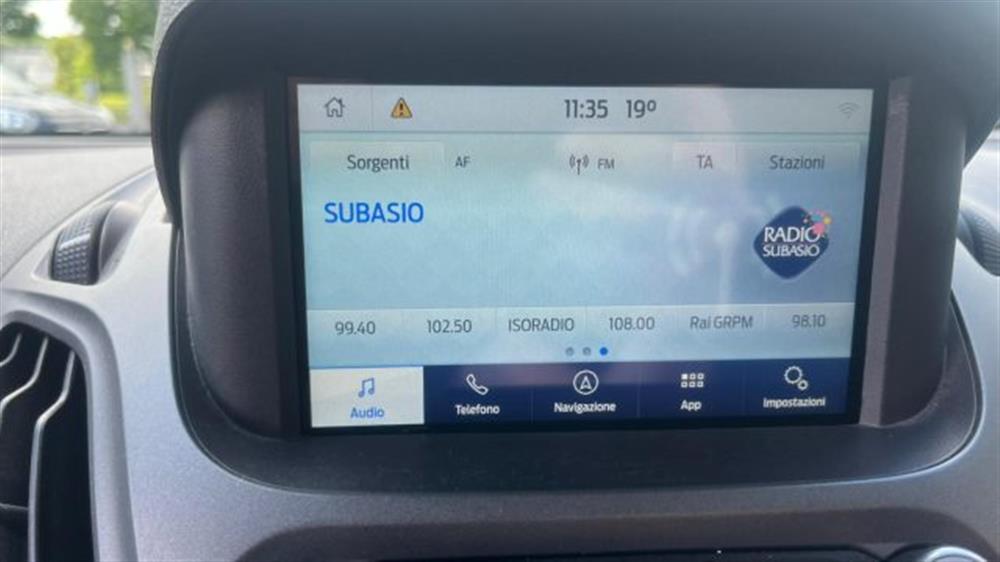 11:35 19°
Sorgenti AF FM TA Stazioni
SUBASIO
RADIO
SUBASIO
99.40 102.50 ISORADIO 108.00 Rai GRPM 98.10
Audio Telefono Navigazione App Impostazioni